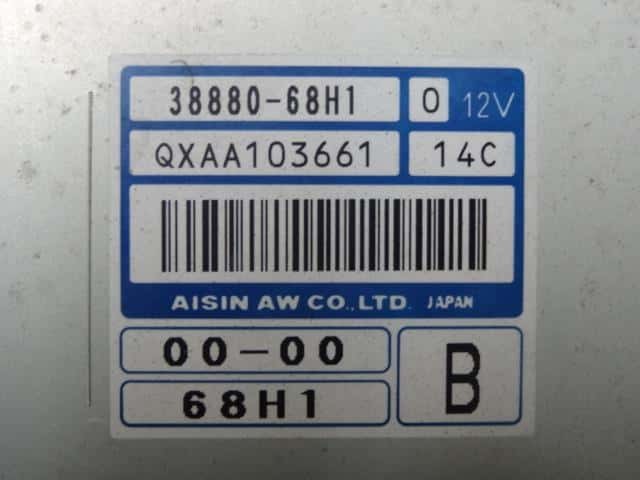 38880-68H1 0 12V
QXAA103661 14C
AISIN AW CO.,LTD. JAPAN
00-00
68H1 B